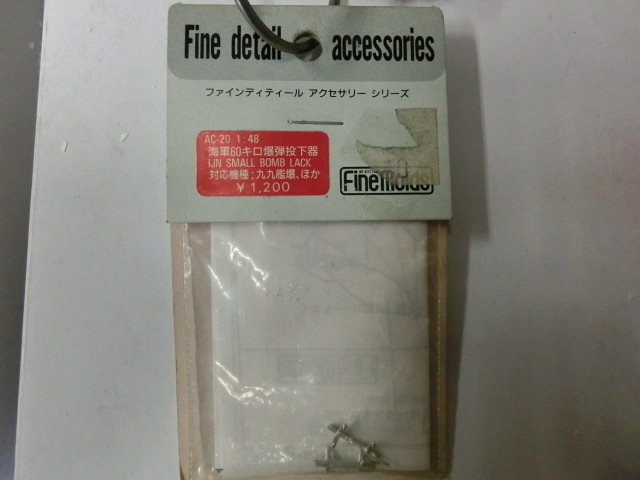 Fine detail accessories
ファインディティール アクセサリー シリーズ
AC-20 1:48
海軍60キロ爆弾投下器
IJN SMALL BOMB LACK
対応機種;九九艦爆、ほか
¥1,200
3
Finemolds